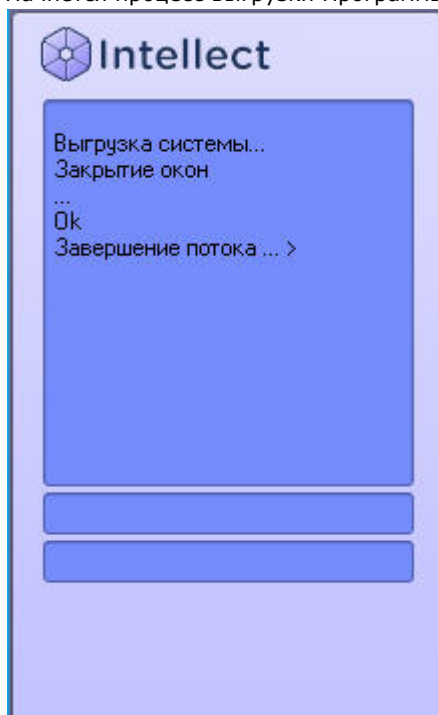 Intellect
Выгрузка системы...
Закрытие окон
...
Ok
Завершение потока ... >